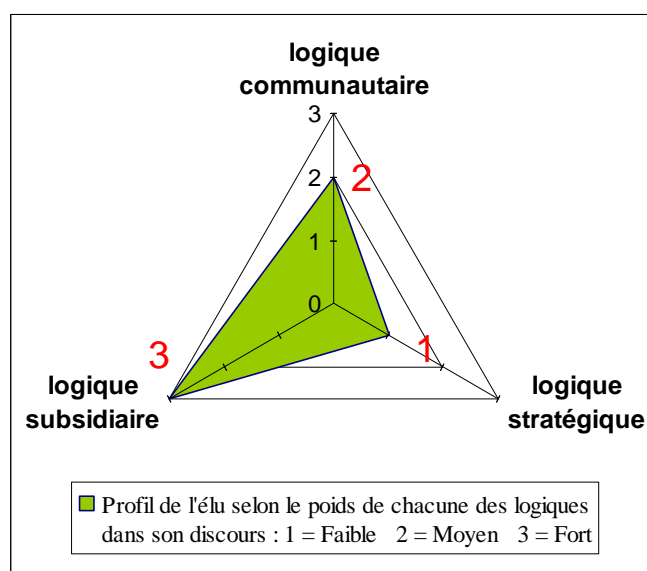 logique
communautaire
3
2 2
1
0
3 1
logique
subsidiaire
logique
stratégique
Profil de l'élu selon le poids de chacune des logiques
dans son discours : 1 = Faible 2 = Moyen 3 = Fort